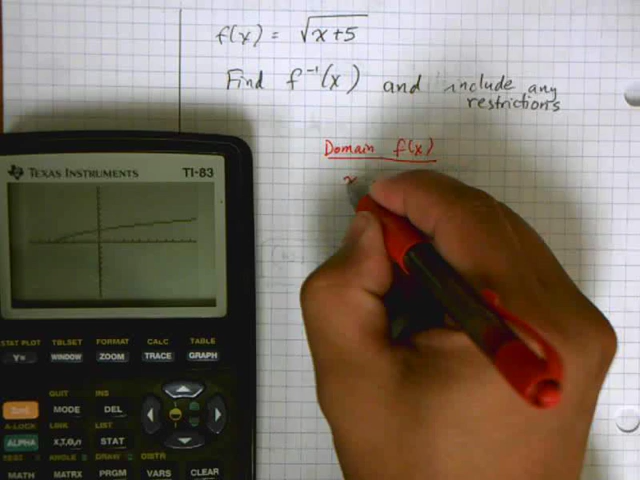 f(x) = √x+5
Find f⁻¹(x) and include any
restrictions
Domain f(x)
x
TEXAS INSTRUMENTS TI-83
STAT PLOT TBLSET FORMAT CALC TABLE
Y= WINDOW ZOOM TRACE GRAPH
QUIT INS
2nd MODE DEL
A-LOCK LINK LIST
ALPHA X,T,θ,n STAT
TEST ANGLE DRAW DISTR
MATH MATRX PRGM VARS CLEAR